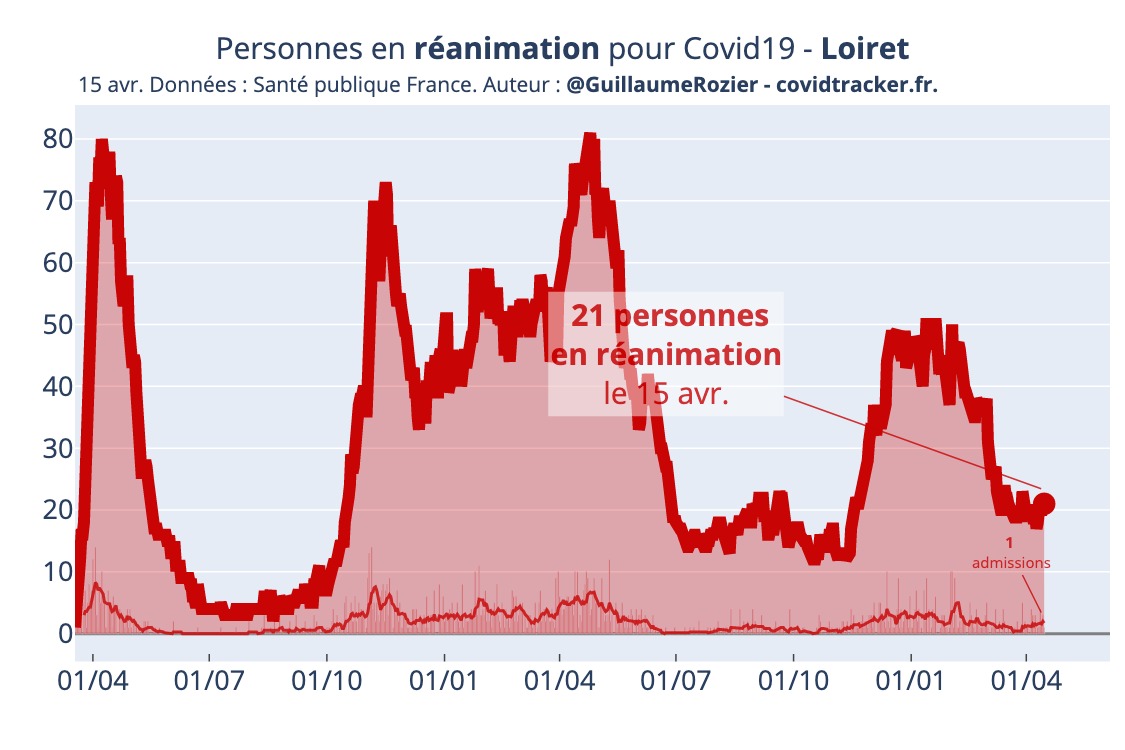 Personnes en réanimation pour Covid19 - Loiret
15 avr. Données : Santé publique France. Auteur : @GuillaumeRozier - covidtracker.fr.
80
70
60
50
40
30
20
10
0
21 personnes
en réanimation
le 15 avr.
1
admissions
01/04 01/07 01/10 01/01 01/04 01/07 01/10 01/01 01/04